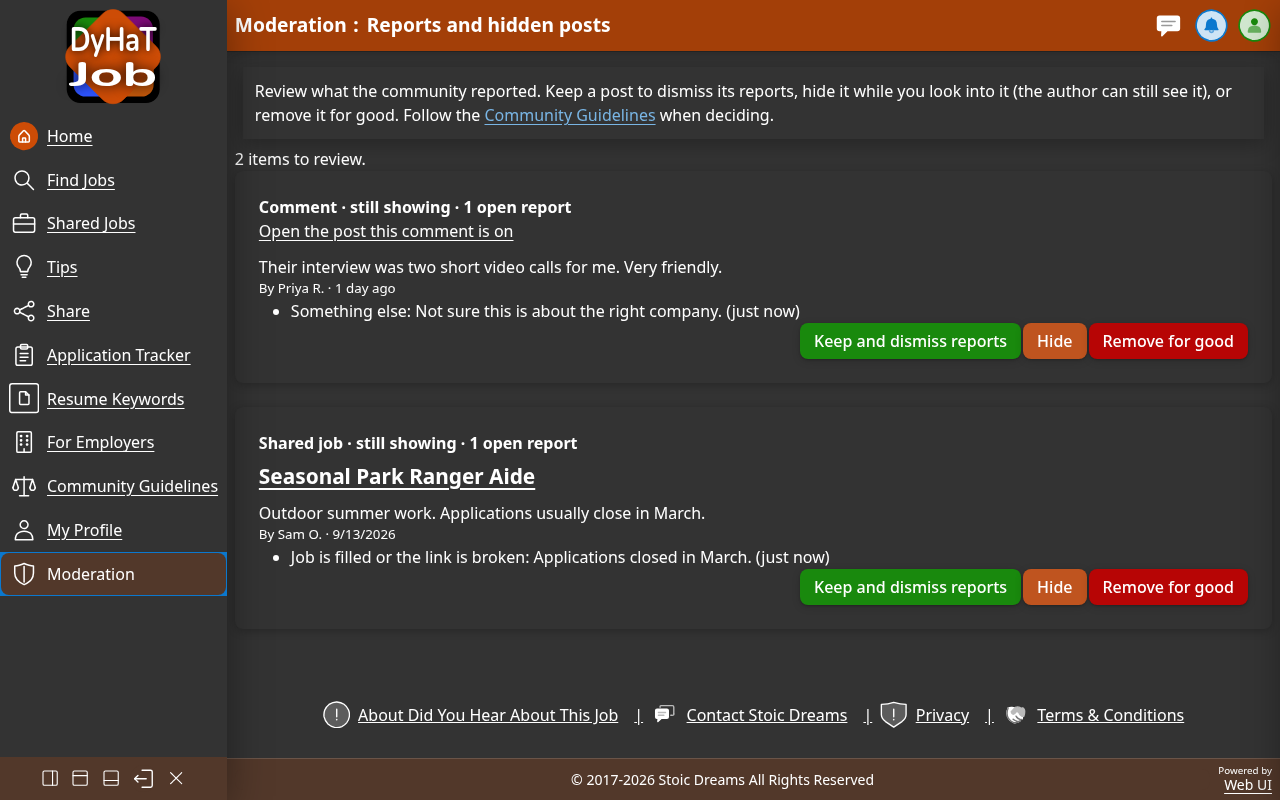 DyHaT
Job
Home
Find Jobs
Shared Jobs
Tips
Share
Application Tracker
Resume Keywords
For Employers
Community Guidelines
My Profile
Moderation
Moderation : Reports and hidden posts
Review what the community reported. Keep a post to dismiss its reports, hide it while you look into it (the author can still see it), or
remove it for good. Follow the Community Guidelines when deciding.
2 items to review.
Comment · still showing · 1 open report
Open the post this comment is on
Their interview was two short video calls for me. Very friendly.
By Priya R. · 1 day ago
• Something else: Not sure this is about the right company. (just now)
Keep and dismiss reports Hide Remove for good
Shared job · still showing · 1 open report
Seasonal Park Ranger Aide
Outdoor summer work. Applications usually close in March.
By Sam O. · 9/13/2026
• Job is filled or the link is broken: Applications closed in March. (just now)
Keep and dismiss reports Hide Remove for good
About Did You Hear About This Job | Contact Stoic Dreams | Privacy | Terms & Conditions
© 2017-2026 Stoic Dreams All Rights Reserved
Powered by
Web UI